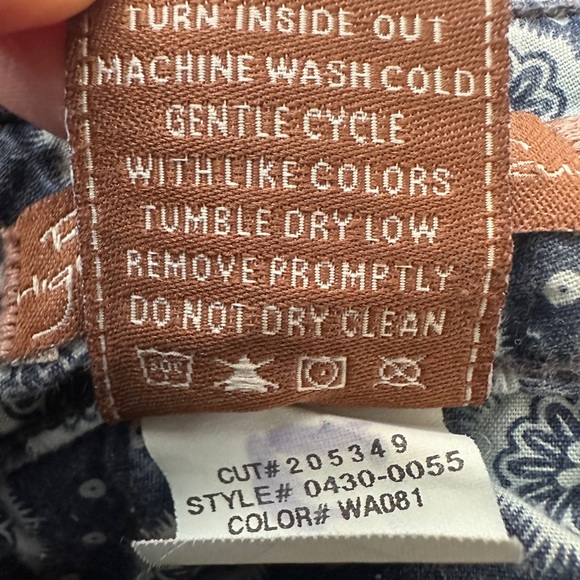 TURN INSIDE OUT
MACHINE WASH COLD
GENTLE CYCLE
WITH LIKE COLORS
TUMBLE DRY LOW
REMOVE PROMPTLY
DO NOT DRY CLEAN
CUT# 205349
STYLE# 0430-0055
COLOR# WA081